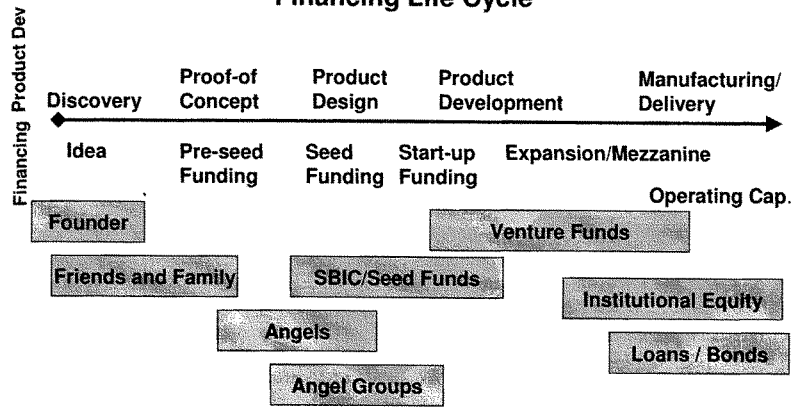 Financing Life Cycle
Product Dev
Financing
Proof-of
Concept
Product
Design
Product
Development
Manufacturing/
Delivery
Discovery
Idea
Pre-seed
Funding
Seed
Funding
Start-up
Funding
Expansion/Mezzanine
Operating Cap.
Founder
Venture Funds
Friends and Family
SBIC/Seed Funds
Institutional Equity
Angels
Loans / Bonds
Angel Groups